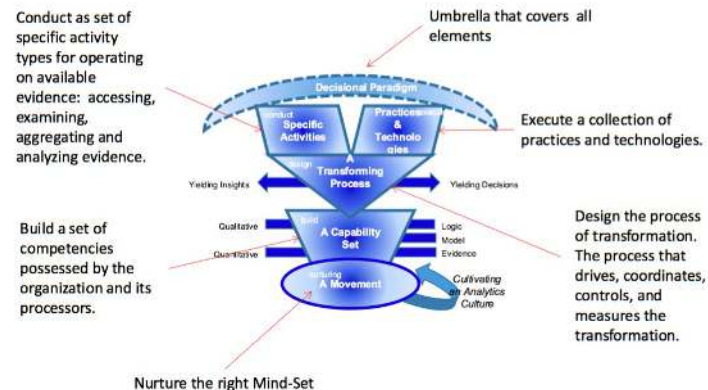 Conduct as set of
specific activity
types for operating
on available
evidence: accessing,
examining,
aggregating and
analyzing evidence.
Umbrella that covers all
elements
Decisional Paradigm
conduct
Specific
Activities
Practices
&
Technolo
gies
Execute a collection of
practices and technologies.
design
A
Transforming
Process
Yielding Insights
Yielding Decisions
Build a set of
competencies
possessed by the
organization and its
processors.
build
A Capability
Set
Qualitative
Quantitative
Logic
Model
Evidence
Design the process
of transformation.
The process that
drives, coordinates,
controls, and
measures the
transformation.
nurturing
A Movement
Cultivating
an Analytics
Culture
Nurture the right Mind-Set